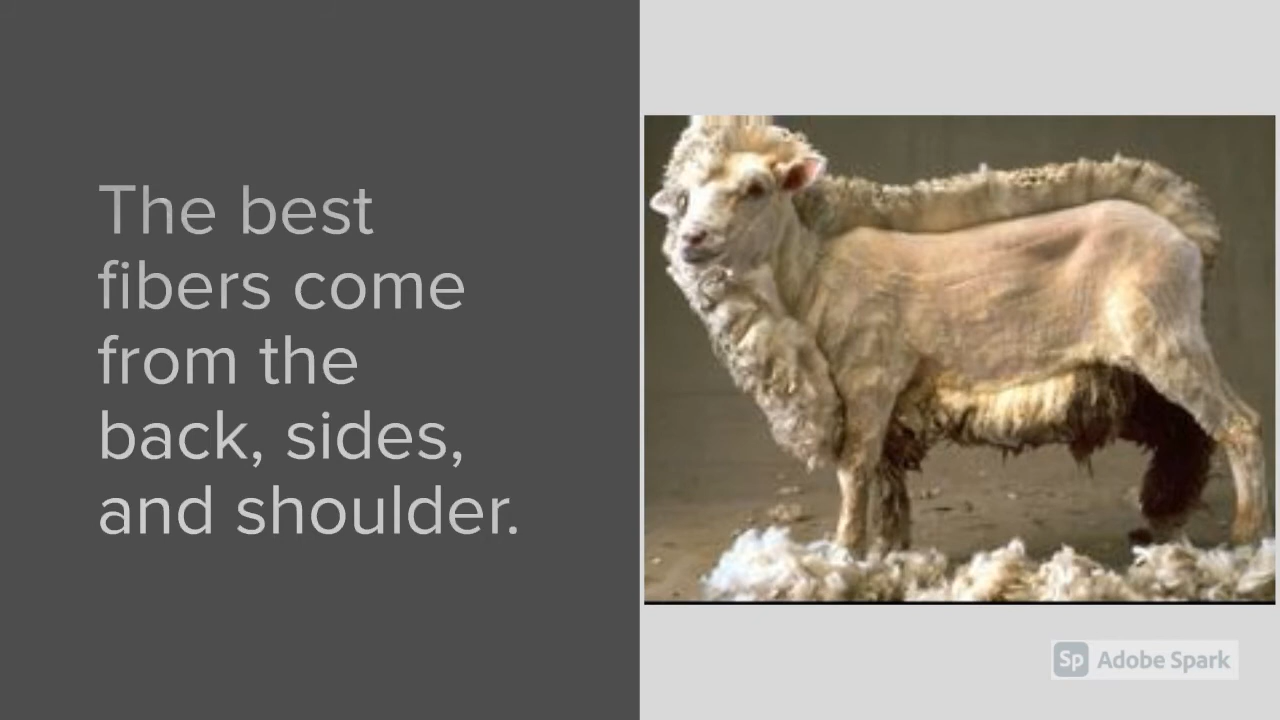 The best
fibers come
from the
back, sides,
and shoulder.
Sp Adobe Spark